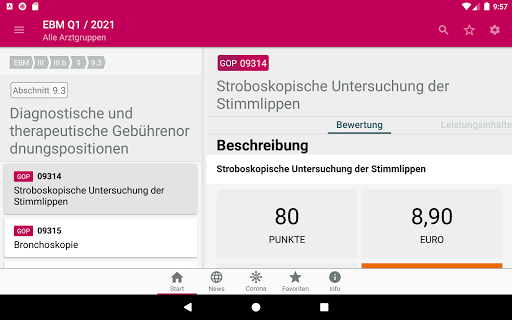 9:57
EBM Q1 / 2021
Alle Arztgruppen
EBM III III.b 9 9.3
Abschnitt 9.3
Diagnostische und
therapeutische Gebührenor
dnungspositionen
GOP 09314
Stroboskopische Untersuchung der
Stimmlippen
GOP 09315
Bronchoskopie
GOP 09314
Stroboskopische Untersuchung der
Stimmlippen
Bewertung Leistungsinhalte
Beschreibung
Stroboskopische Untersuchung der Stimmlippen
80
PUNKTE
8,90
EURO
Start News Corona Favoriten Info